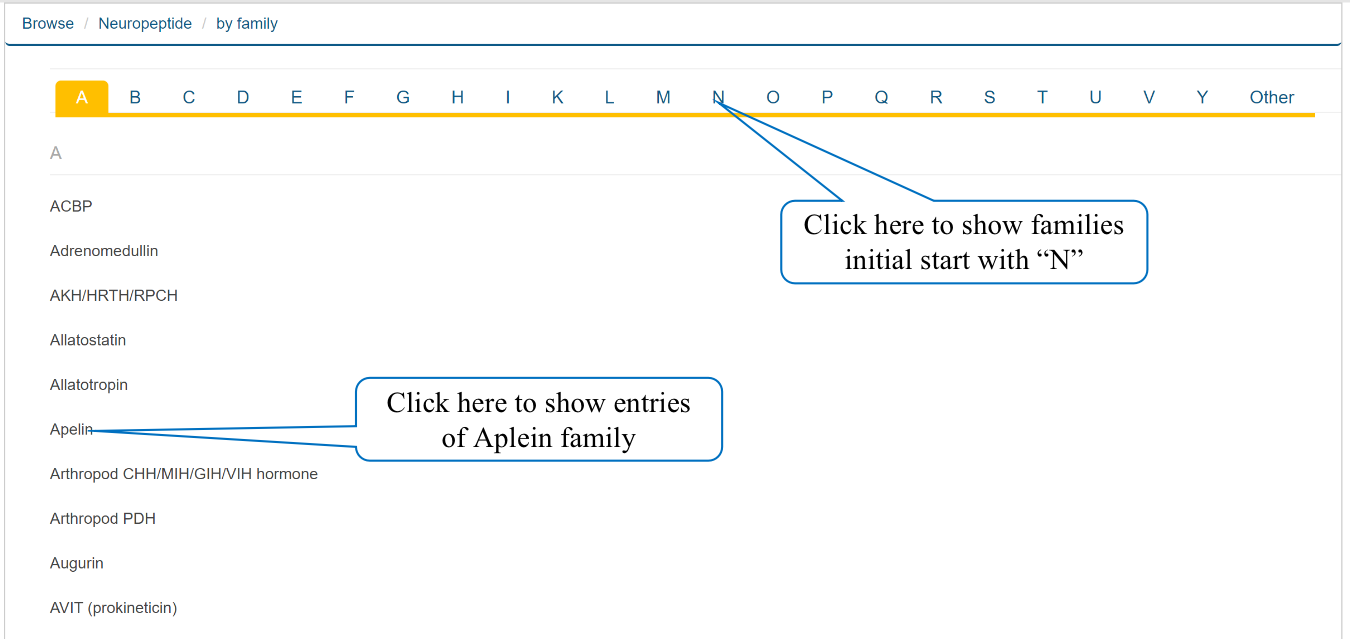 Browse / Neuropeptide / by family
A B C D E F G H I K L M N O P Q R S T U V Y Other
A
ACBP
Click here to show families
initial start with “N”
Adrenomedullin
AKH/HRTH/RPCH
Allatostatin
Allatotropin
Click here to show entries
of Aplein family
Apelin
Arthropod CHH/MIH/GIH/VIH hormone
Arthropod PDH
Augurin
AVIT (prokineticin)